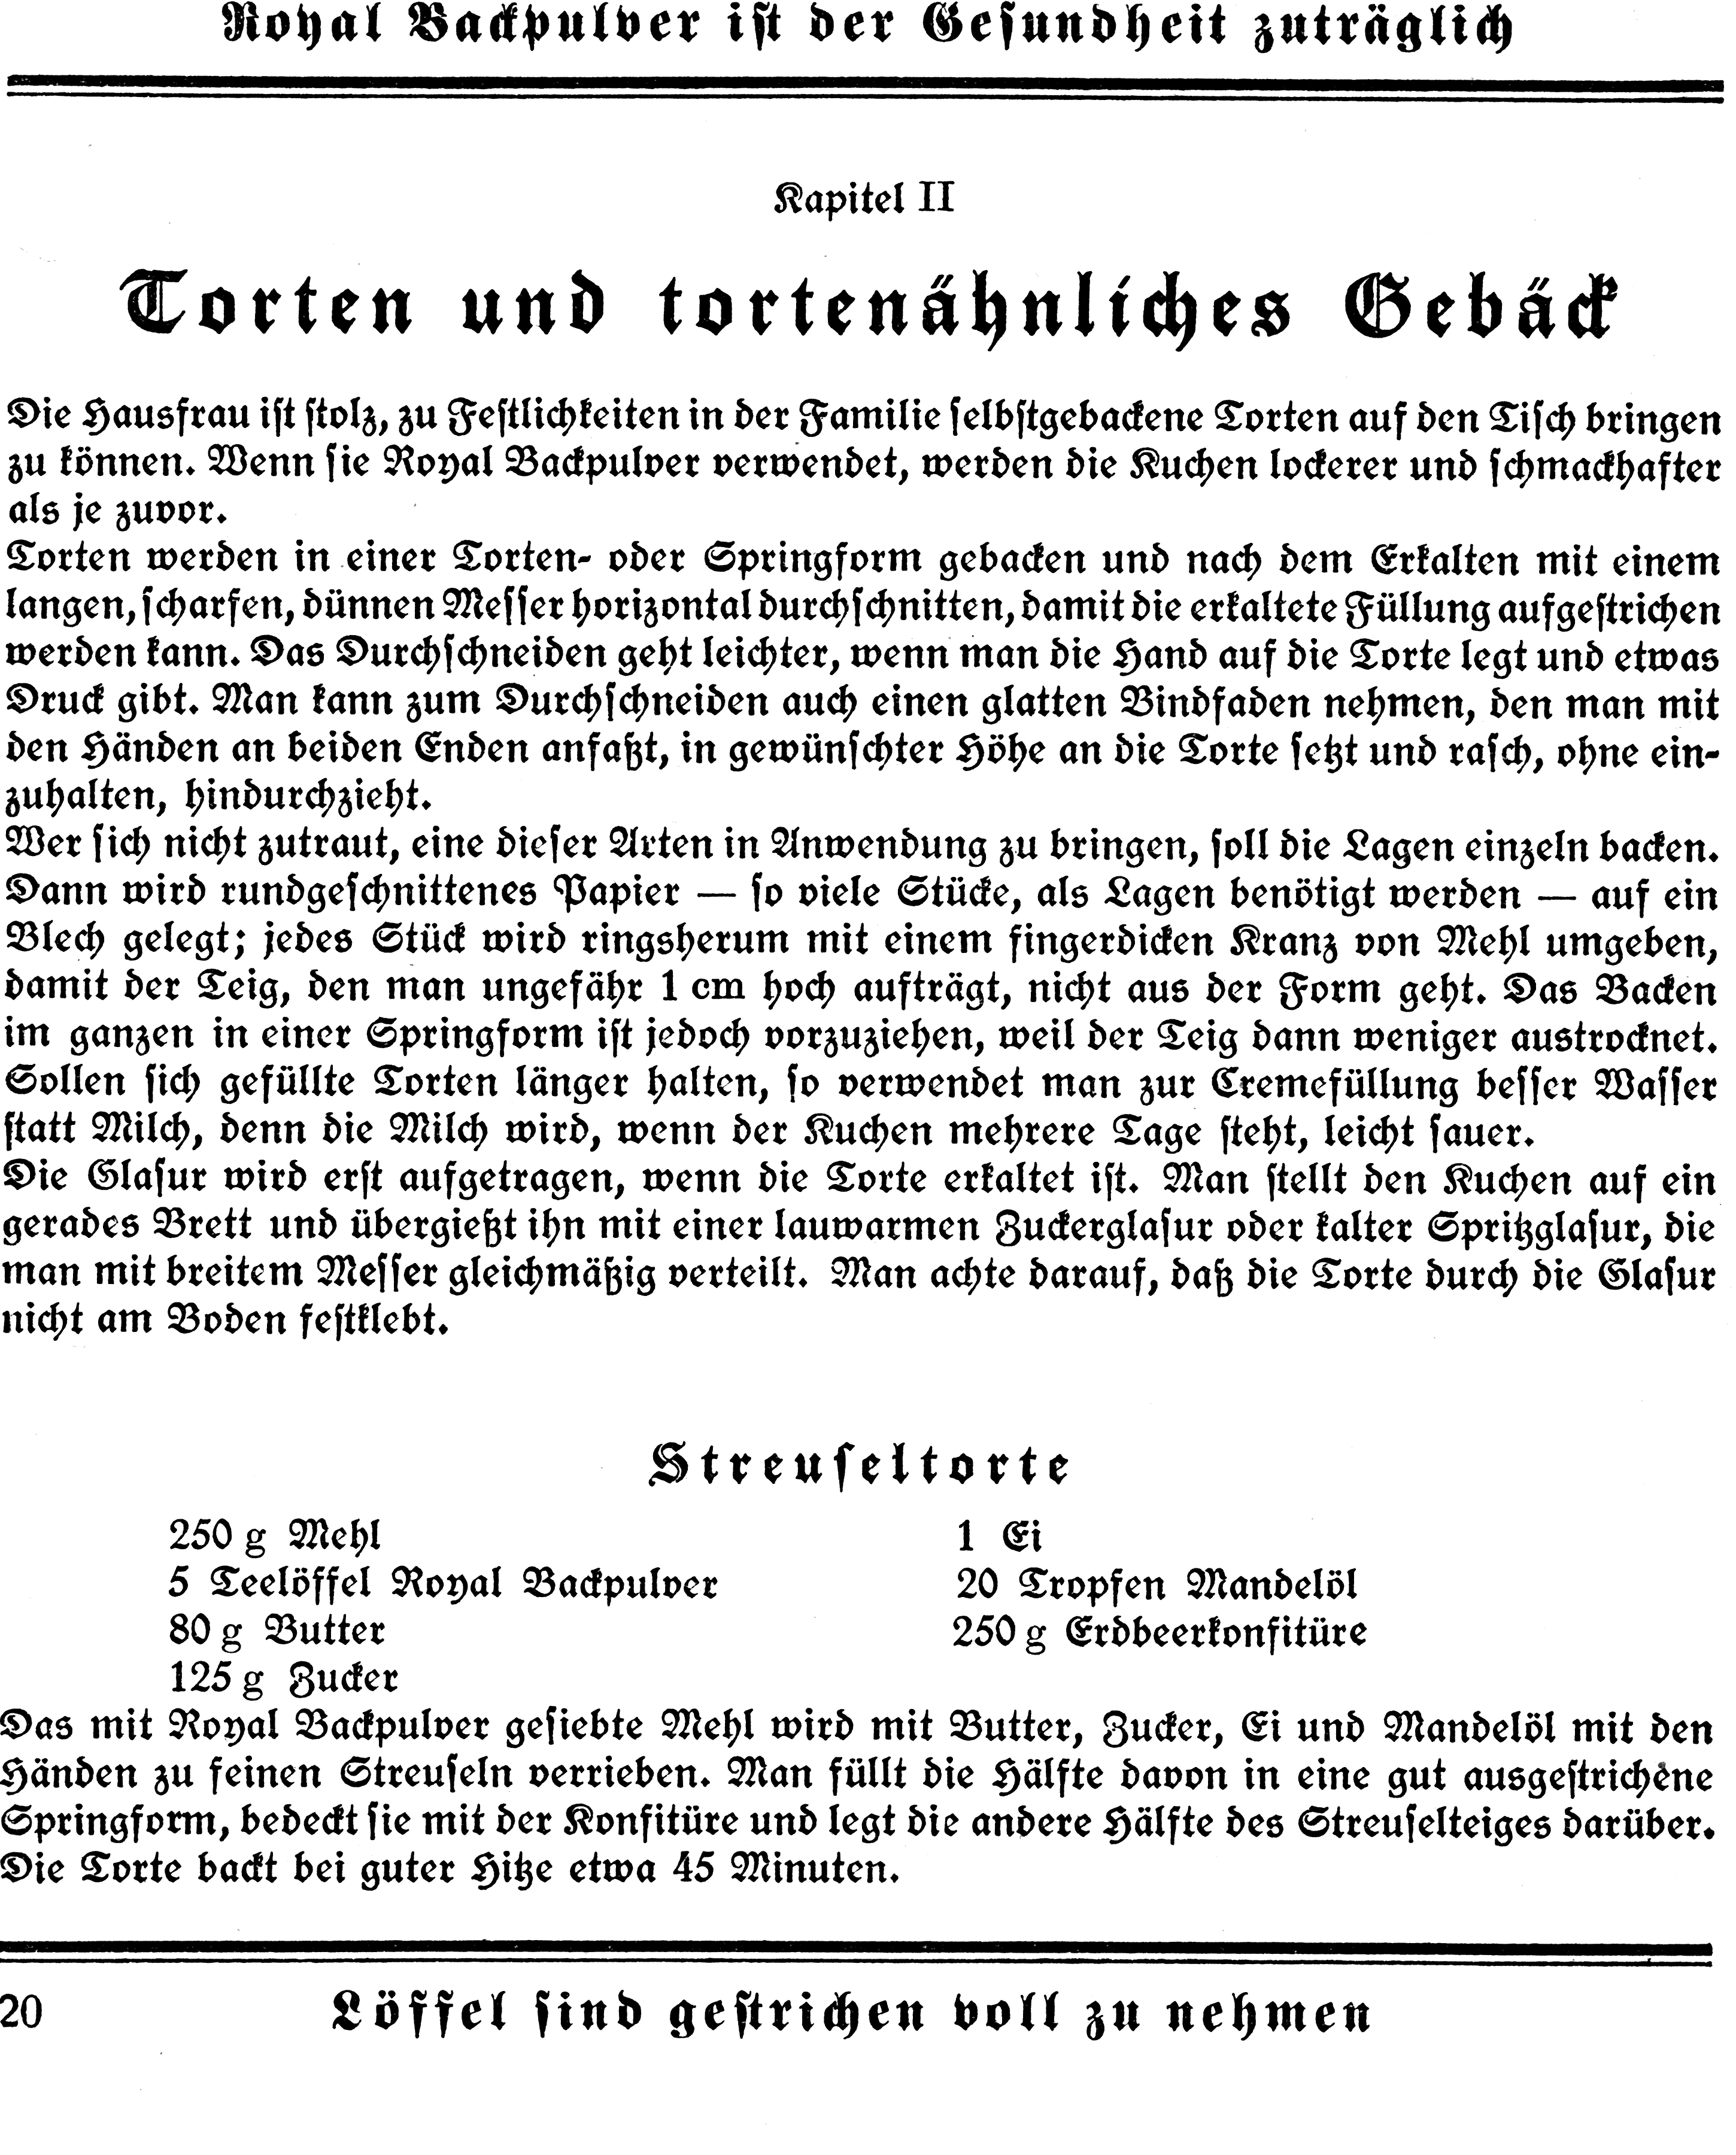 Royal Backpulver ist der Gesundheit zuträglich
Kapitel II
Torten und tortenähnliches Gebäck
Die Hausfrau ist stolz, zu Festlichkeiten in der Familie selbstgebackene Torten auf den Tisch bringen
zu können. Wenn sie Royal Backpulver verwendet, werden die Kuchen lockerer und schmackhafter
als je zuvor.
Torten werden in einer Torten- oder Springform gebacken und nach dem Erkalten mit einem
langen, scharfen, dünnen Messer horizontal durchschnitten, damit die erkaltete Füllung aufgestrichen
werden kann. Das Durchschneiden geht leichter, wenn man die Hand auf die Torte legt und etwas
Druck gibt. Man kann zum Durchschneiden auch einen glatten Bindfaden nehmen, den man mit
den Händen an beiden Enden anfaßt, in gewünschter Höhe an die Torte setzt und rasch, ohne ein-
zuhalten, hindurchzieht.
Wer sich nicht zutraut, eine dieser Arten in Anwendung zu bringen, soll die Lagen einzeln backen.
Dann wird rundgeschnittenes Papier — so viele Stücke, als Lagen benötigt werden — auf ein
Blech gelegt; jedes Stück wird ringsherum mit einem fingerdicken Kranz von Mehl umgeben,
damit der Teig, den man ungefähr 1 cm hoch aufträgt, nicht aus der Form geht. Das Backen
im ganzen in einer Springform ist jedoch vorzuziehen, weil der Teig dann weniger austrocknet.
Sollen sich gefüllte Torten länger halten, so verwendet man zur Cremefüllung besser Wasser
statt Milch, denn die Milch wird, wenn der Kuchen mehrere Tage steht, leicht sauer.
Die Glasur wird erst aufgetragen, wenn die Torte erkaltet ist. Man stellt den Kuchen auf ein
gerades Brett und übergießt ihn mit einer lauwarmen Zuckerglasur oder kalter Spritzglasur, die
man mit breitem Messer gleichmäßig verteilt. Man achte darauf, daß die Torte durch die Glasur
nicht am Boden festklebt.
Streuseltorte
250 g Mehl
5 Teelöffel Royal Backpulver
80 g Butter
125 g Zucker
1 Ei
20 Tropfen Mandelöl
250 g Erdbeerkonfitüre
Das mit Royal Backpulver gesiebte Mehl wird mit Butter, Zucker, Ei und Mandelöl mit den
Händen zu feinen Streuseln verrieben. Man füllt die Hälfte davon in eine gut ausgestrichene
Springform, bedeckt sie mit der Konfitüre und legt die andere Hälfte des Streuselteiges darüber.
Die Torte backt bei guter Hitze etwa 45 Minuten.
20
Löffel sind gestrichen voll zu nehmen